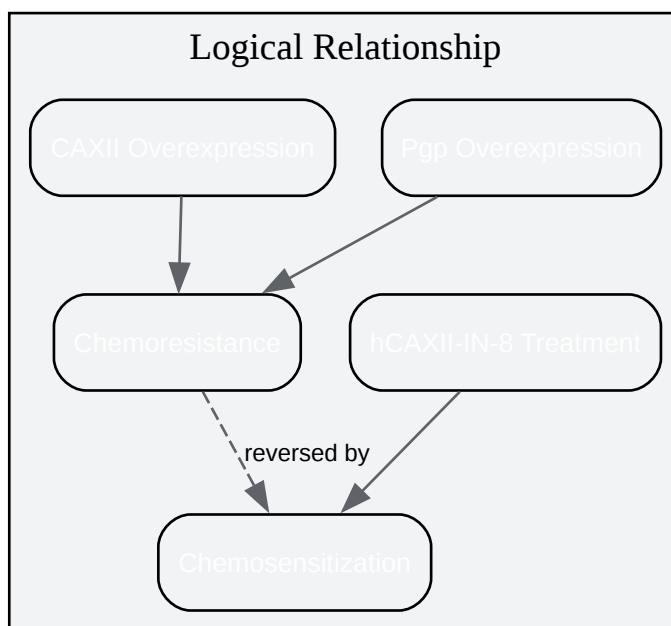 Logical Relationship
CAXII Overexpression
Pgp Overexpression
Chemoresistance
hCAXII-IN-8 Treatment
reversed by
Chemosensitization